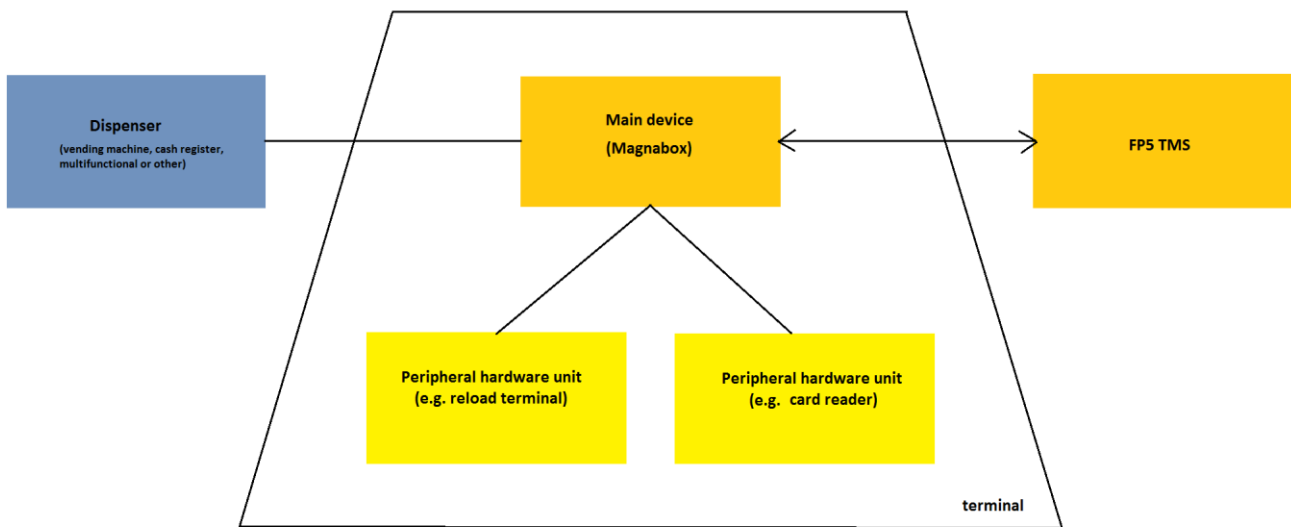 Dispenser
(vending machine, cash register,
multifunctional or other)
Main device
(Magnabox)
FP5 TMS
Peripheral hardware unit
(e.g. reload terminal)
Peripheral hardware unit
(e.g. card reader)
terminal